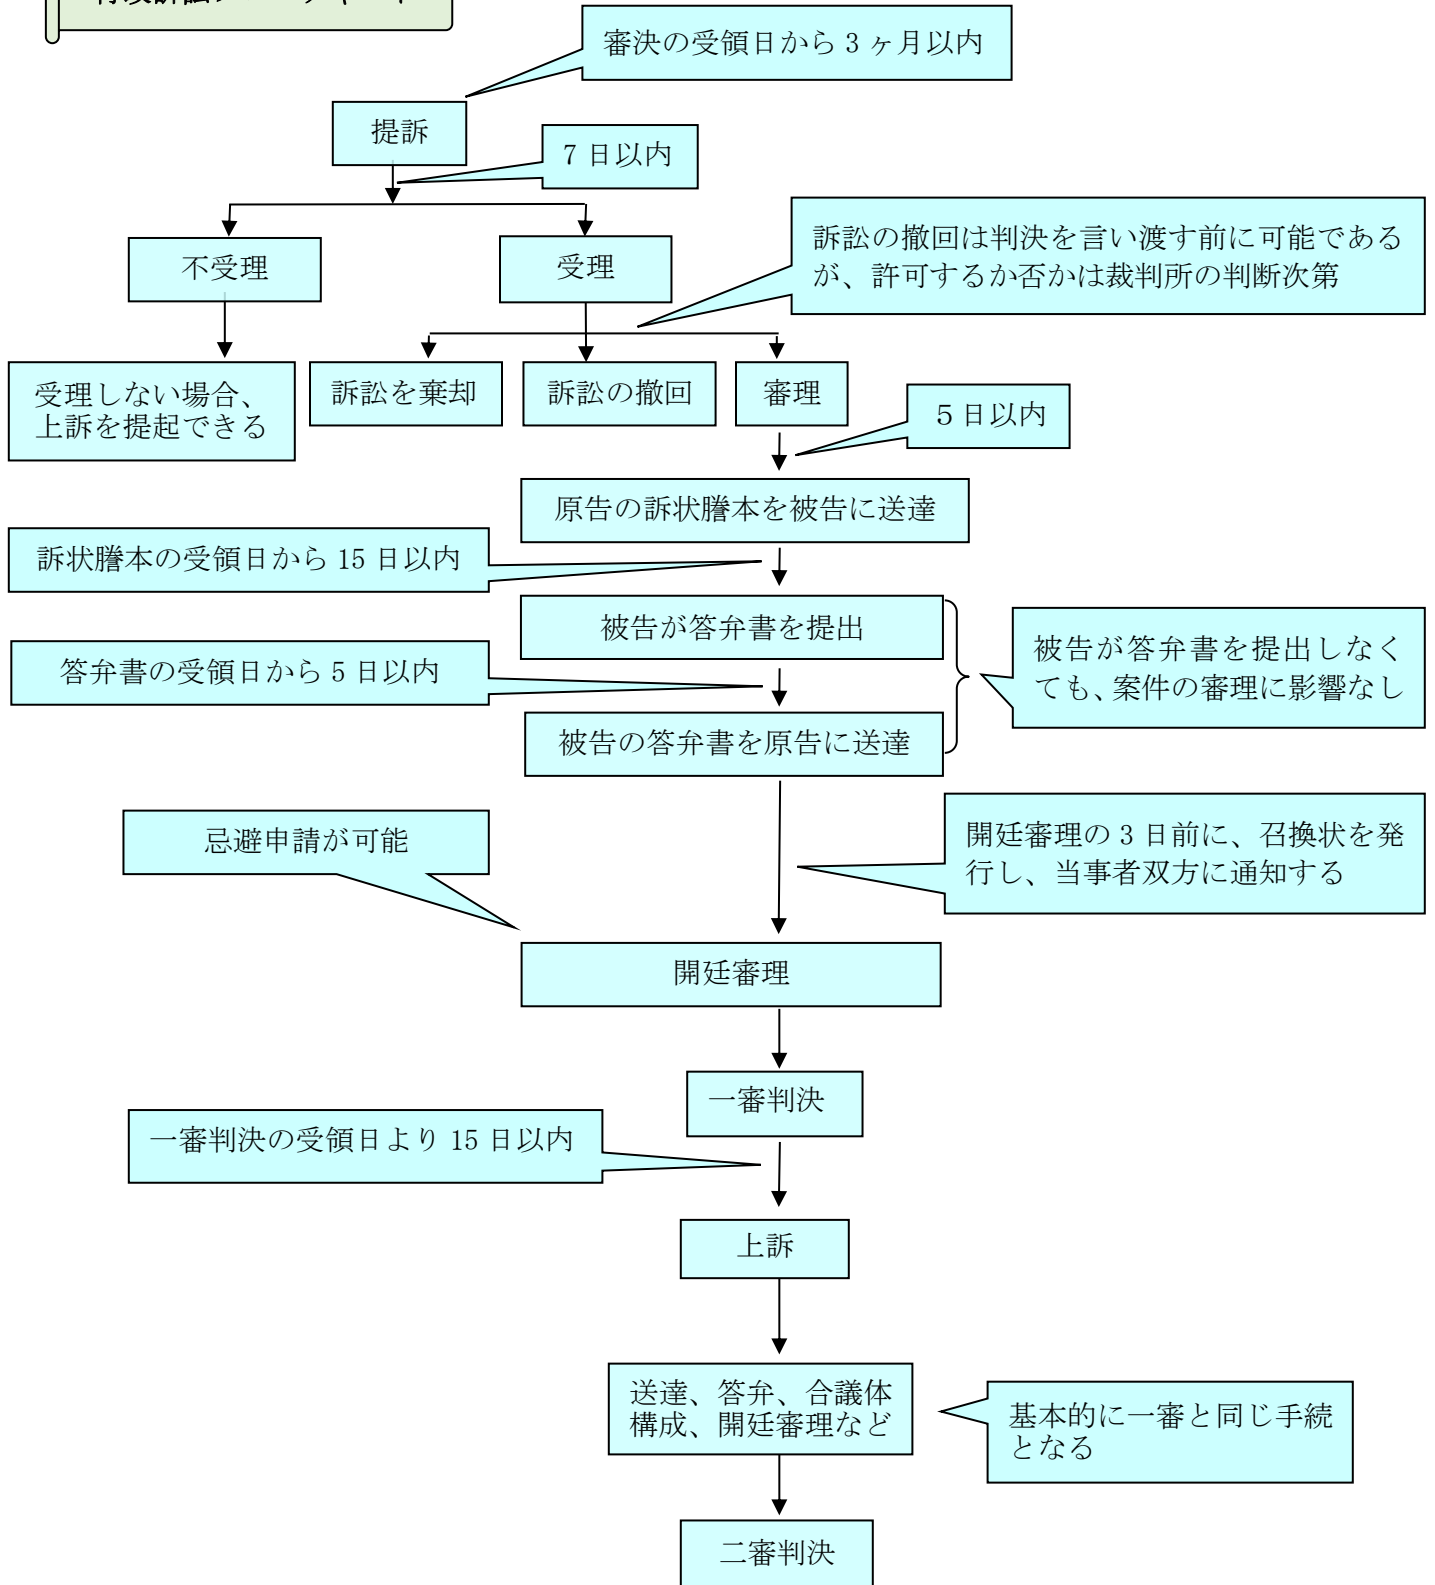 審決の受領日から 3 ヶ月以内
提訴
7 日以内
訴訟の撤回は判決を言い渡す前に可能である
が、許可するか否かは裁判所の判断次第
不受理
受理
受理しない場合、
上訴を提起できる
訴訟を棄却
訴訟の撤回
審理
５日以内
原告の訴状謄本を被告に送達
訴状謄本の受領日から 15 日以内
被告が答弁書を提出
被告が答弁書を提出しなく
ても、案件の審理に影響なし
答弁書の受領日から 5 日以内
被告の答弁書を原告に送達
忌避申請が可能
開廷審理の 3 日前に、召換状を発
行し、当事者双方に通知する
開廷審理
一審判決
一審判決の受領日より 15 日以内
上訴
送達、答弁、合議体
構成、開廷審理など
基本的に一審と同じ手続
となる
二審判決